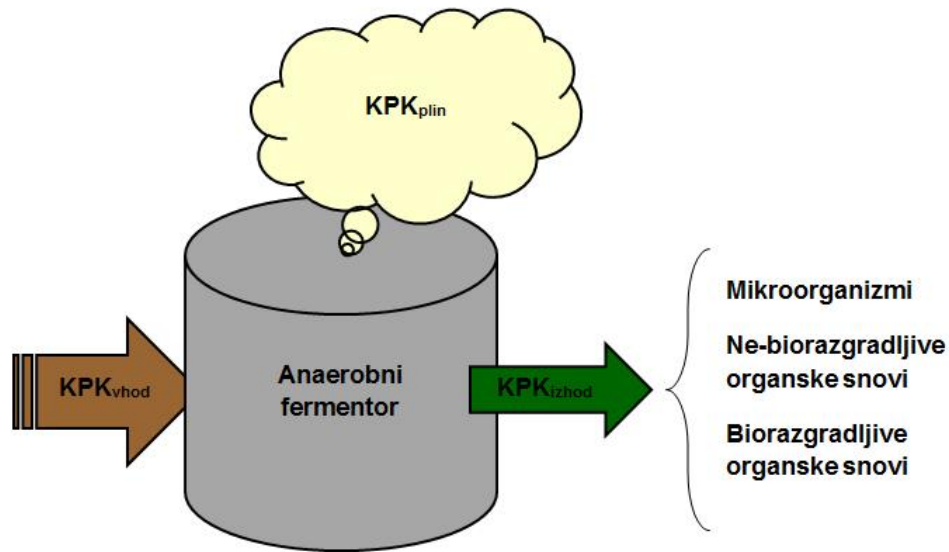 KPKplin
KPKvhod
Anaerobni
fermentor
KPKizhod
Mikroorganizmi
Ne-biorazgradljive
organske snovi
Biorazgradljive
organske snovi